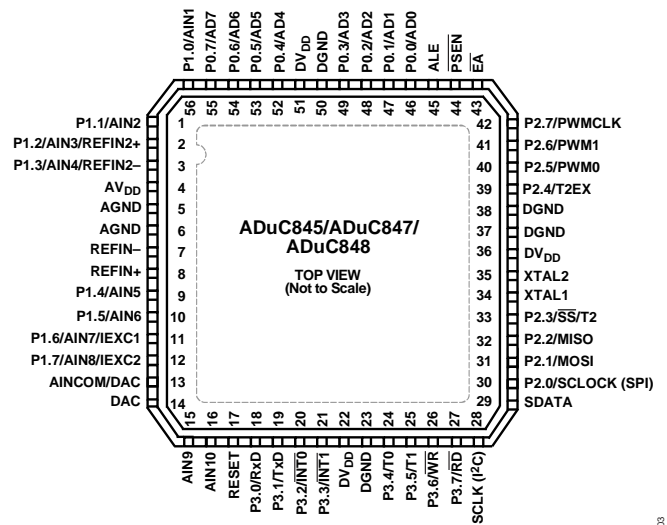 P1.0/AIN1
P0.7/AD7
P0.6/AD6
P0.5/AD5
P0.4/AD4
DVDD
DGND
P0.3/AD3
P0.2/AD2
P0.1/AD1
P0.0/AD0
ALE
PSEN
EA
56
55
54
53
52
51
50
49
48
47
46
45
44
43
P1.1/AIN2 1
P1.2/AIN3/REFIN2+ 2
P1.3/AIN4/REFIN2– 3
AVDD 4
AGND 5
AGND 6
REFIN– 7
REFIN+ 8
P1.4/AIN5 9
P1.5/AIN6 10
P1.6/AIN7/IEXC1 11
P1.7/AIN8/IEXC2 12
AINCOM/DAC 13
DAC 14
ADuC845/ADuC847/
ADuC848
TOP VIEW
(Not to Scale)
42 P2.7/PWMCLK
41 P2.6/PWM1
40 P2.5/PWM0
39 P2.4/T2EX
38 DGND
37 DGND
36 DVDD
35 XTAL2
34 XTAL1
33 P2.3/SS/T2
32 P2.2/MISO
31 P2.1/MOSI
30 P2.0/SCLOCK (SPI)
29 SDATA
15
16
17
18
19
20
21
22
23
24
25
26
27
28
AIN9
AIN10
RESET
P3.0/RxD
P3.1/TxD
P3.2/INT0
P3.3/INT1
DVDD
DGND
P3.4/T0
P3.5/T1
P3.6/WR
P3.7/RD
SCLK (I2C)